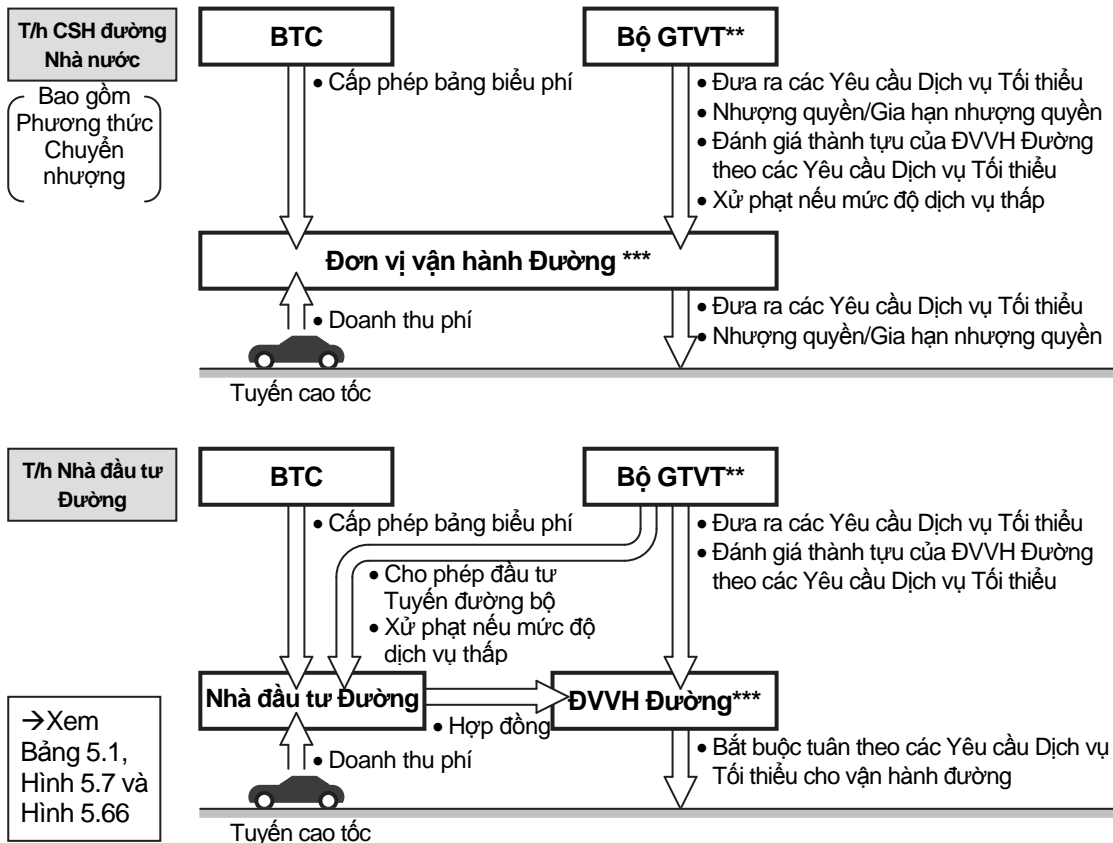 T/h CSH đường
Nhà nước
Bao gồm
Phương thức
Chuyển
nhượng
BTC
Bộ GTVT**
• Cấp phép bảng biểu phí
• Đưa ra các Yêu cầu Dịch vụ Tối thiểu
• Nhượng quyền/Gia hạn nhượng quyền
• Đánh giá thành tựu của ĐVVH Đường
theo các Yêu cầu Dịch vụ Tối thiểu
• Xử phạt nếu mức độ dịch vụ thấp
Đơn vị vận hành Đường ***
• Doanh thu phí
• Đưa ra các Yêu cầu Dịch vụ Tối thiểu
• Nhượng quyền/Gia hạn nhượng quyền
Tuyến cao tốc
T/h Nhà đầu tư
Đường
BTC
Bộ GTVT**
• Cấp phép bảng biểu phí
• Đưa ra các Yêu cầu Dịch vụ Tối thiểu
• Đánh giá thành tựu của ĐVVH Đường
theo các Yêu cầu Dịch vụ Tối thiểu
• Cho phép đầu tư
Tuyến đường bộ
• Xử phạt nếu mức độ
dịch vụ thấp
Nhà đầu tư Đường
ĐVVH Đường***
• Hợp đồng
• Doanh thu phí
• Bắt buộc tuân theo các Yêu cầu Dịch vụ
Tối thiểu cho vận hành đường
→Xem
Bảng 5.1,
Hình 5.7 và
Hình 5.66
Tuyến cao tốc